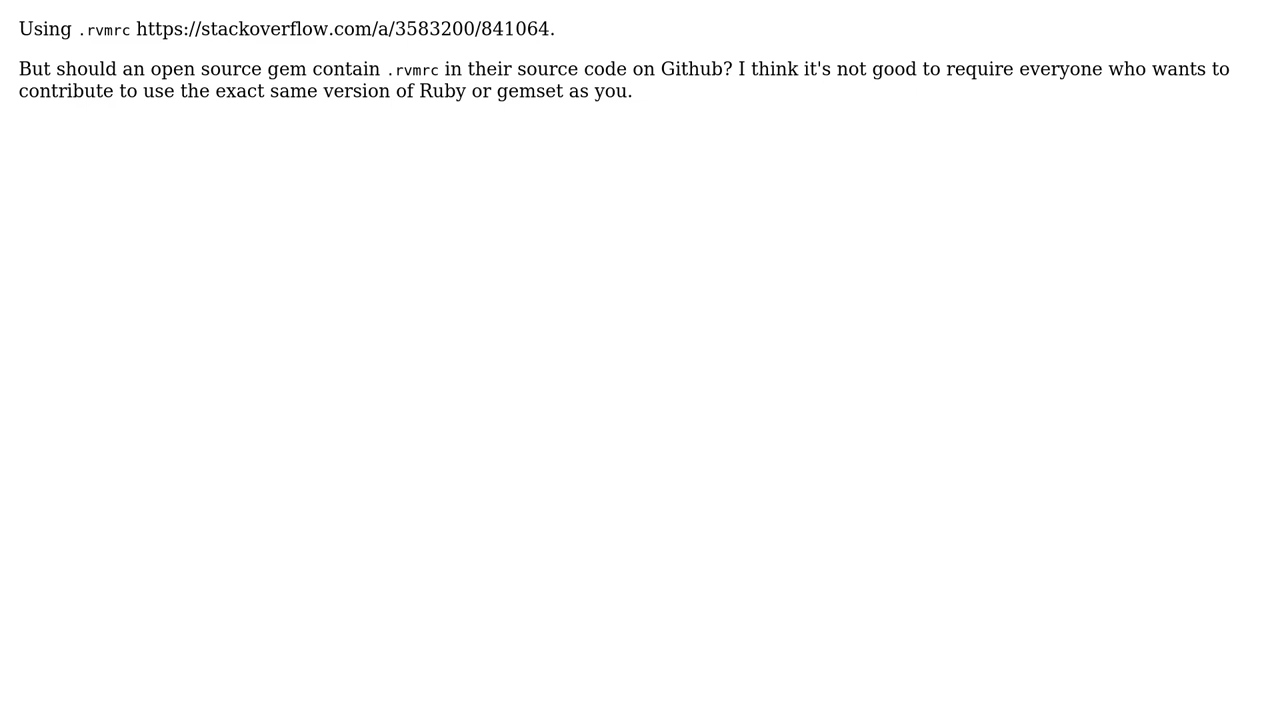 Using .rvmrc https://stackoverflow.com/a/3583200/841064.
But should an open source gem contain .rvmrc in their source code on Github? I think it's not good to require everyone who wants to
contribute to use the exact same version of Ruby or gemset as you.